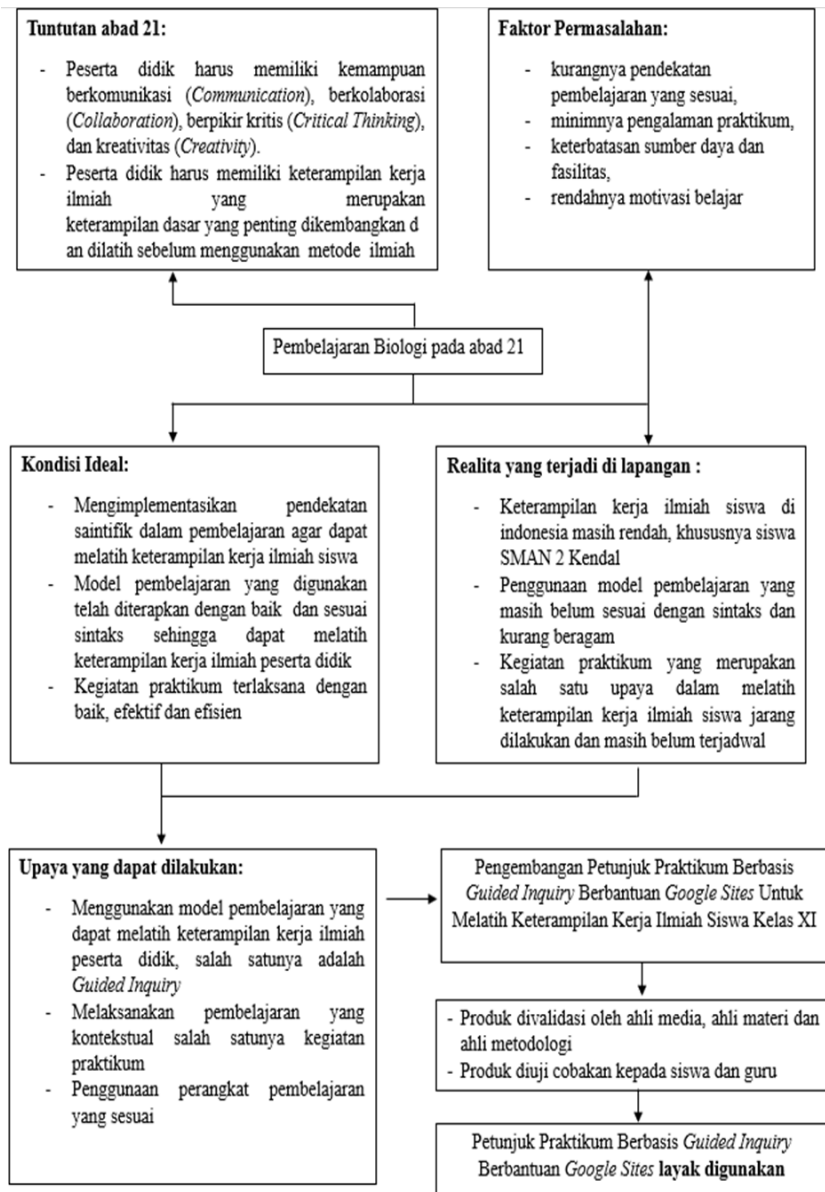 Tuntutan abad 21:
- Peserta didik harus memiliki kemampuan
berkomunikasi (Communication), berkolaborasi
(Collaboration), berpikir kritis (Critical Thinking),
dan kreativitas (Creativity).
- Peserta didik harus memiliki keterampilan kerja
ilmiah yang merupakan
keterampilan dasar yang penting dikembangkan d
an dilatih sebelum menggunakan metode ilmiah
Faktor Permasalahan:
- kurangnya pendekatan
pembelajaran yang sesuai,
- minimnya pengalaman praktikum,
- keterbatasan sumber daya dan
fasilitas,
- rendahnya motivasi belajar
Pembelajaran Biologi pada abad 21
Kondisi Ideal:
- Mengimplementasikan pendekatan
saintifik dalam pembelajaran agar dapat
melatih keterampilan kerja ilmiah siswa
- Model pembelajaran yang digunakan
telah diterapkan dengan baik dan sesuai
sintaks sehingga dapat melatih
keterampilan kerja ilmiah peserta didik
- Kegiatan praktikum terlaksana dengan
baik, efektif dan efisien
Realita yang terjadi di lapangan :
- Keterampilan kerja ilmiah siswa di
indonesia masih rendah, khususnya siswa
SMAN 2 Kendal
- Penggunaan model pembelajaran yang
masih belum sesuai dengan sintaks dan
kurang beragam
- Kegiatan praktikum yang merupakan
salah satu upaya dalam melatih
keterampilan kerja ilmiah siswa jarang
dilakukan dan masih belum terjadwal
Upaya yang dapat dilakukan:
- Menggunakan model pembelajaran yang
dapat melatih keterampilan kerja ilmiah
peserta didik, salah satunya adalah
Guided Inquiry
- Melaksanakan pembelajaran yang
kontekstual salah satunya kegiatan
praktikum
- Penggunaan perangkat pembelajaran
yang sesuai
Pengembangan Petunjuk Praktikum Berbasis
Guided Inquiry Berbantuan Google Sites Untuk
Melatih Keterampilan Kerja Ilmiah Siswa Kelas XI
- Produk divalidasi oleh ahli media, ahli materi dan
ahli metodologi
- Produk diuji cobakan kepada siswa dan guru
Petunjuk Praktikum Berbasis Guided Inquiry
Berbantuan Google Sites layak digunakan